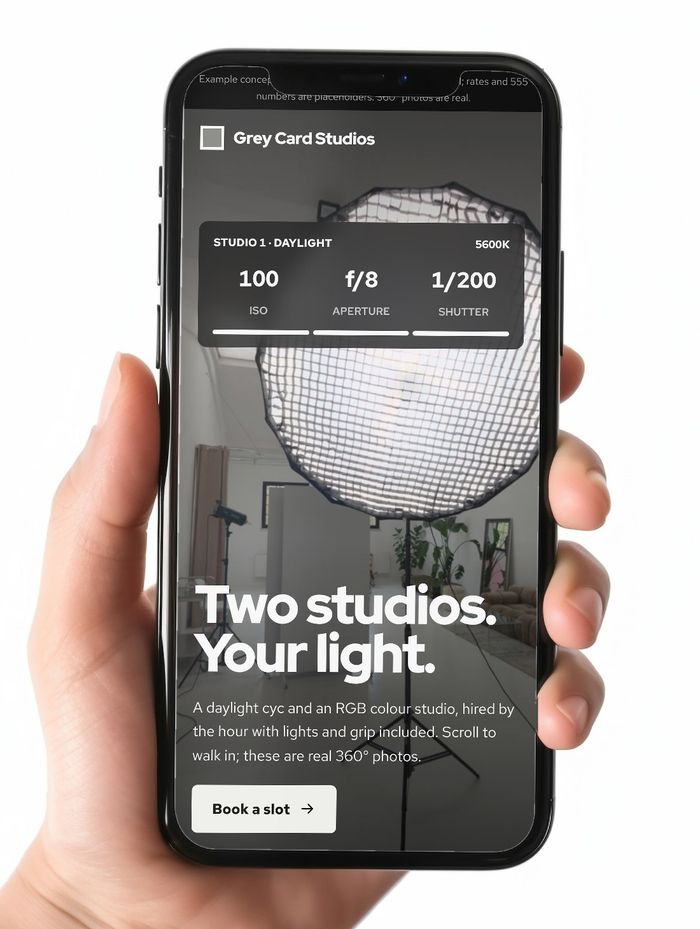 Example ; rates and 555
numbers are placeholders. 360° photos are real.
Grey Card Studios
STUDIO 1 · DAYLIGHT 5600K
100 f/8 1/200
ISO APERTURE SHUTTER
Two studios.
Your light.
A daylight cyc and an RGB colour studio, hired by
the hour with lights and grip included. Scroll to
walk in; these are real 360° photos.
Book a slot →